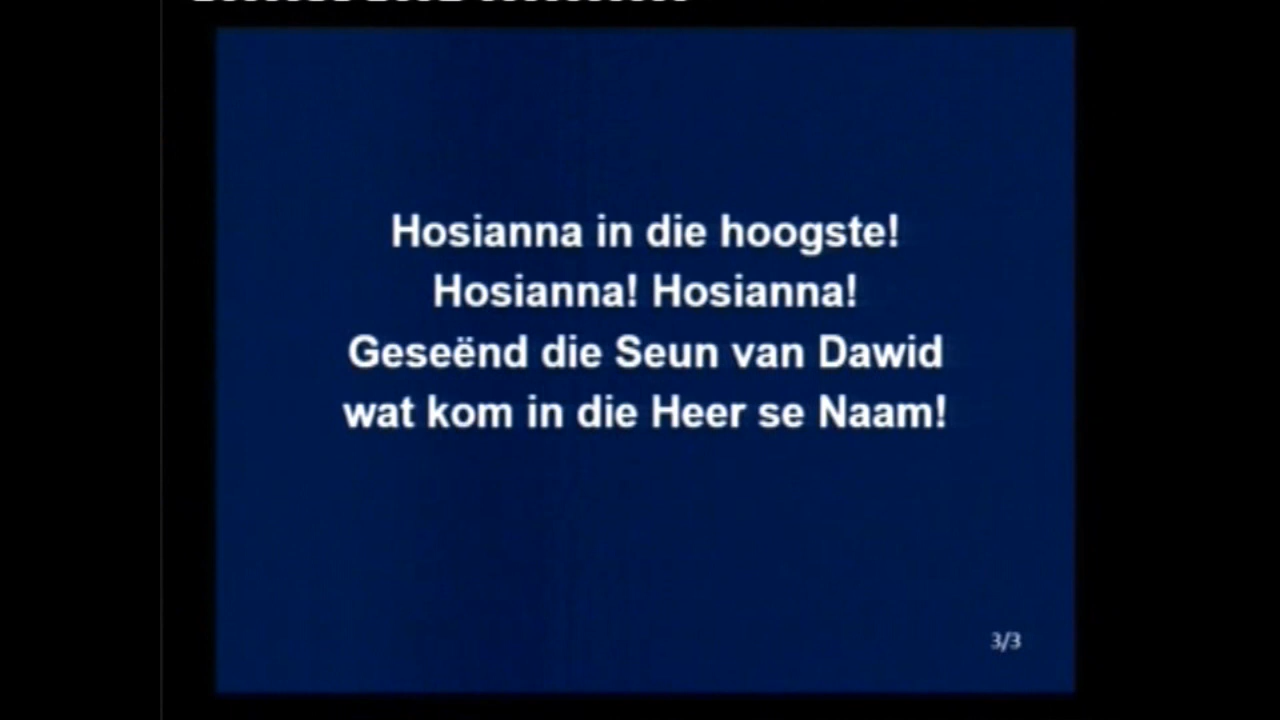 Hosianna in die hoogste!
Hosianna! Hosianna!
Geseënd die Seun van Dawid
wat kom in die Heer se Naam!
3/3